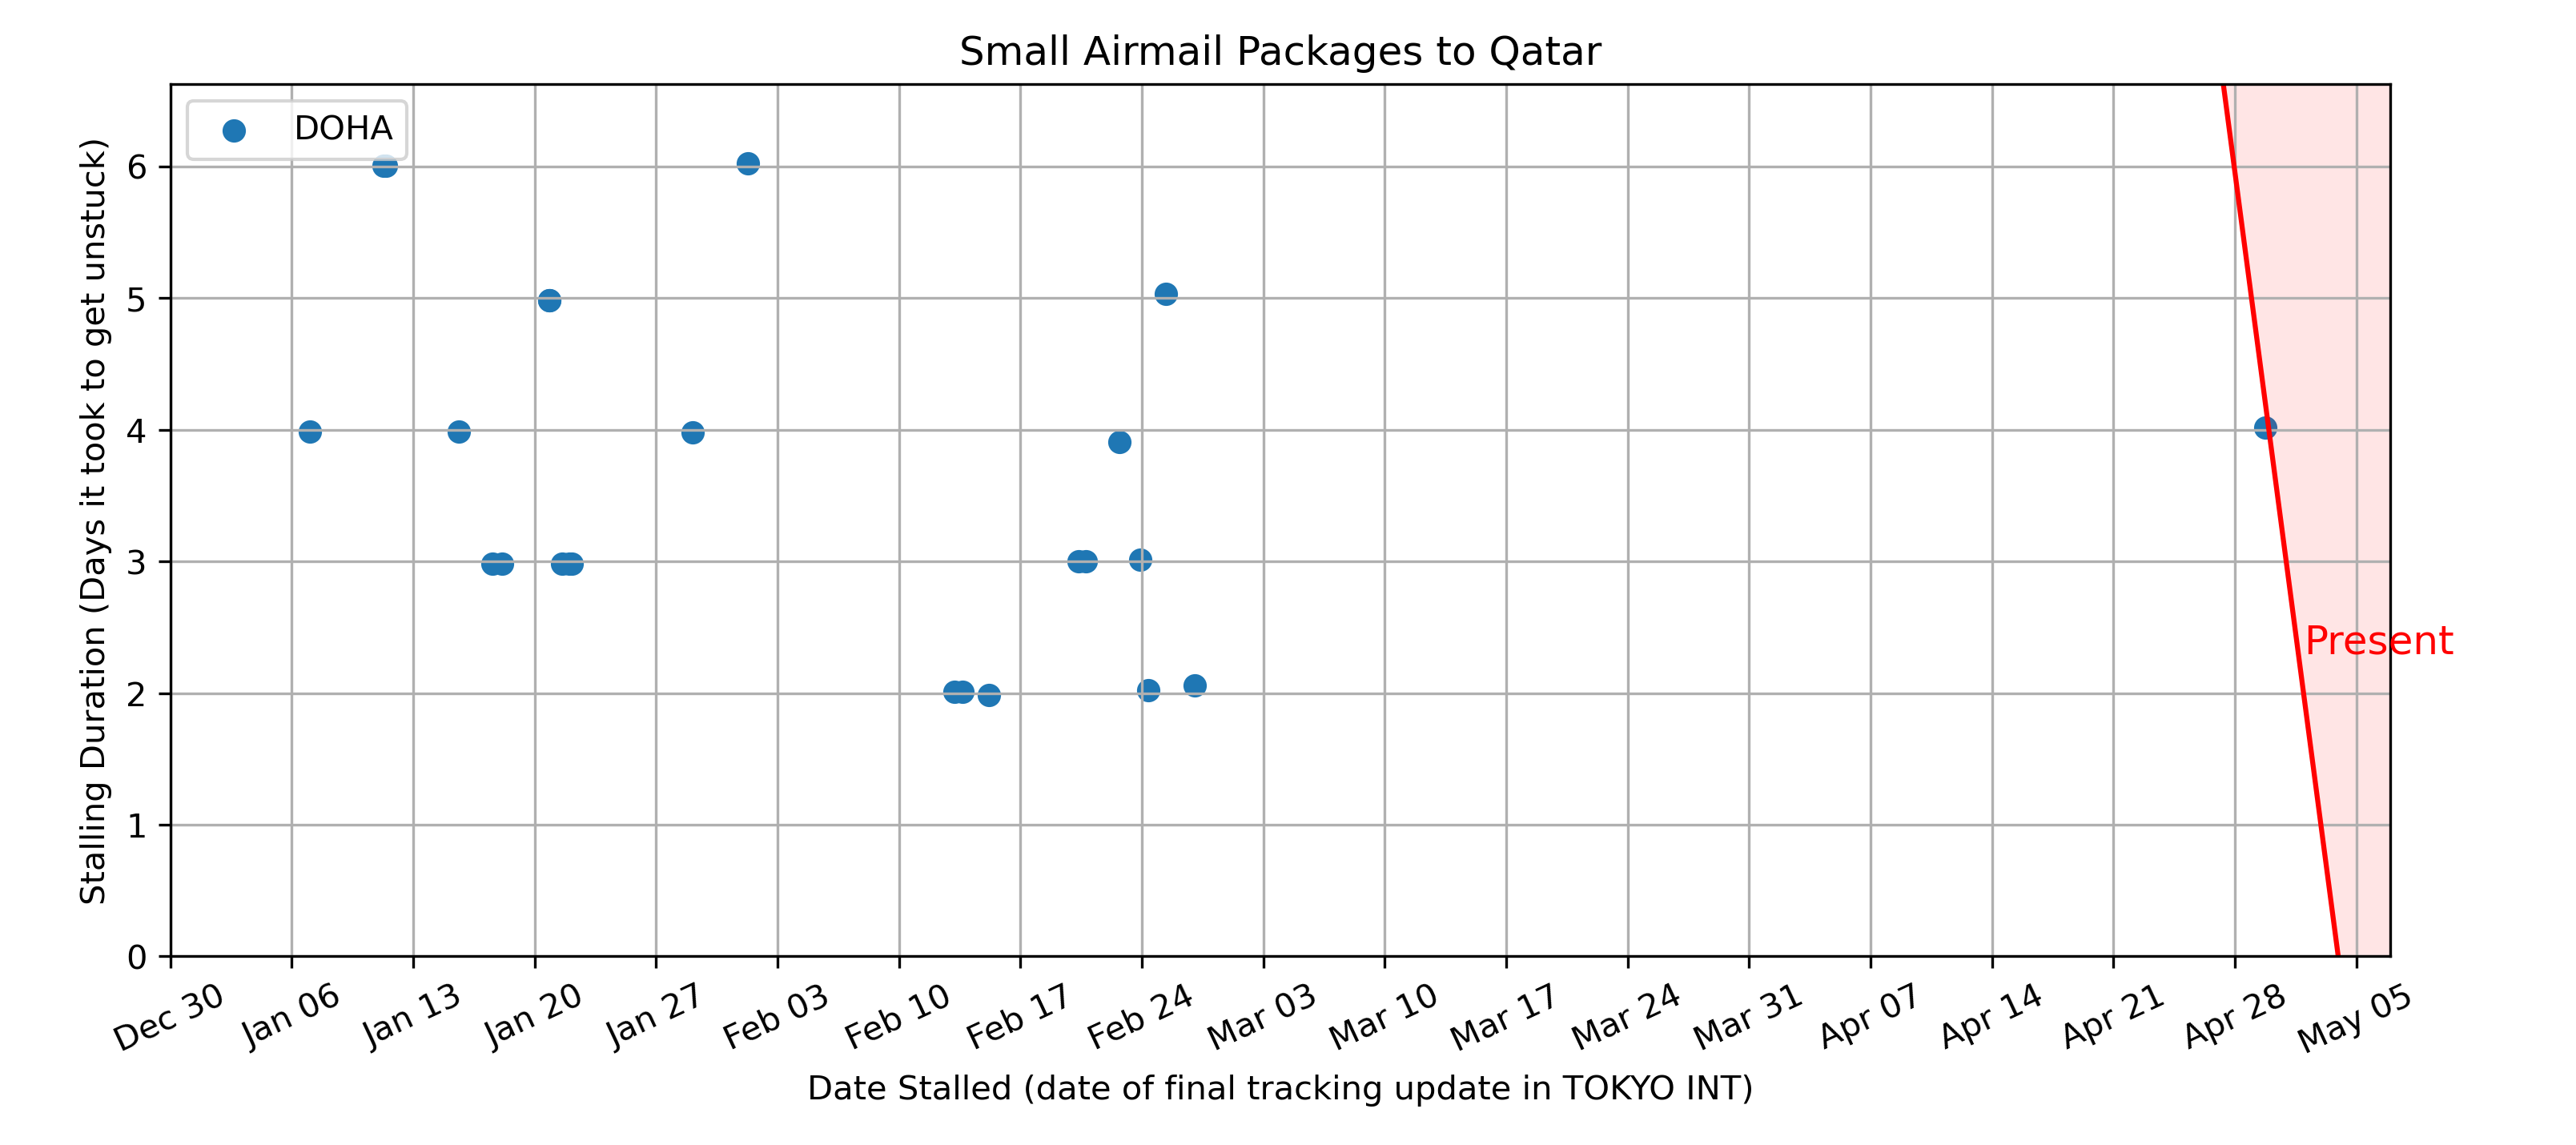 Small Airmail Packages to Qatar
DOHA
Stalling Duration (Days it took to get unstuck)
6
5
4
3
2
1
0
Present
Dec 30 Jan 06 Jan 13 Jan 20 Jan 27 Feb 03 Feb 10 Feb 17 Feb 24 Mar 03 Mar 10 Mar 17 Mar 24 Mar 31 Apr 07 Apr 14 Apr 21 Apr 28 May 05
Date Stalled (date of final tracking update in TOKYO INT)